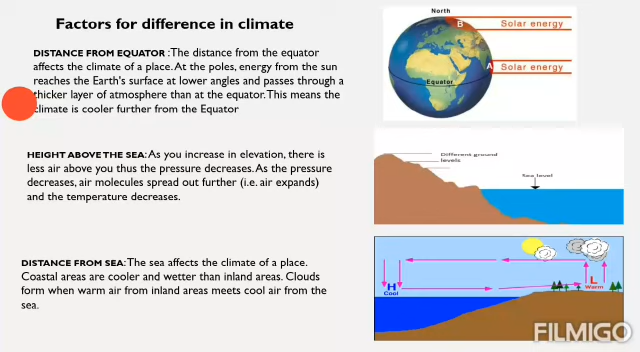 Factors for difference in climate
DISTANCE FROM EQUATOR : The distance from the equator
affects the climate of a place. At the poles, energy from the sun
reaches the Earth's surface at lower angles and passes through a
thicker layer of atmosphere than at the equator. This means the
climate is cooler further from the Equator
North
B
Solar energy
A
Solar energy
Equator
HEIGHT ABOVE THE SEA: As you increase in elevation, there is
less air above you thus the pressure decreases. As the pressure
decreases, air molecules spread out further (i.e. air expands)
and the temperature decreases.
Different ground
levels
Sea level
DISTANCE FROM SEA: The sea affects the climate of a place.
Coastal areas are cooler and wetter than inland areas. Clouds
form when warm air from inland areas meets cool air from the
sea.
H
Cool
L
Warm
FILMIGO